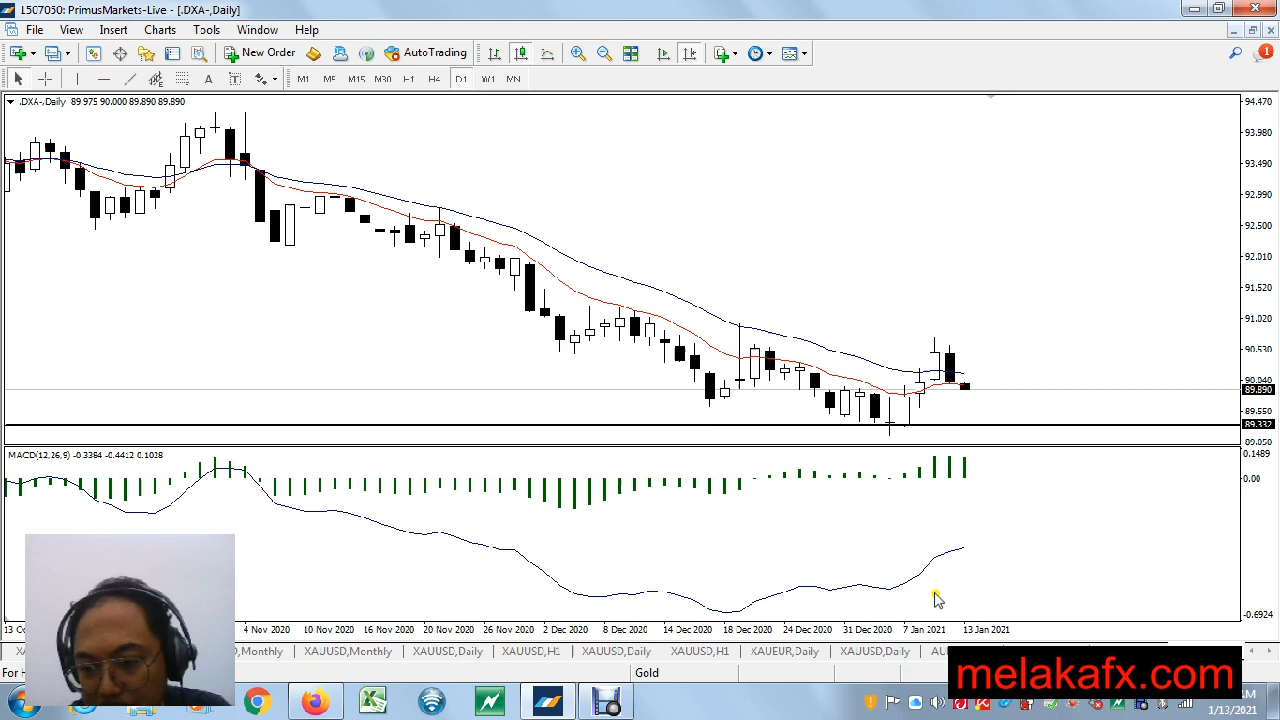 1507050: PrimusMarkets-Live - [.DXA-,Daily]
File View Insert Charts Tools Window Help
New Order AutoTrading 1
A M1 M5 M15 M30 H1 H4 D1 W1 MN
.DXA-,Daily 89.975 90.000 89.890 89.890
94.470
93.980
93.490
92.990
92.500
92.010
91.520
91.020
90.530
90.040
89.890
89.550
89.332
89.050
MACD(12,26,9) -0.3384 -0.4412 0.1028
0.1489
0.00
-0.6924
13 4 Nov 2020 10 Nov 2020 16 Nov 2020 20 Nov 2020 26 Nov 2020 2 Dec 2020 8 Dec 2020 14 Dec 2020 18 Dec 2020 24 Dec 2020 31 Dec 2020 7 Jan 2021 13 Jan 2021
XAUUSD,Monthly XAUUSD,Daily XAUUSD,H1 XAUUSD,Daily XAUUSD,H1 XAUEUR,Daily XAUUSD,Daily
Gold
melakafx.com
1/13/2021